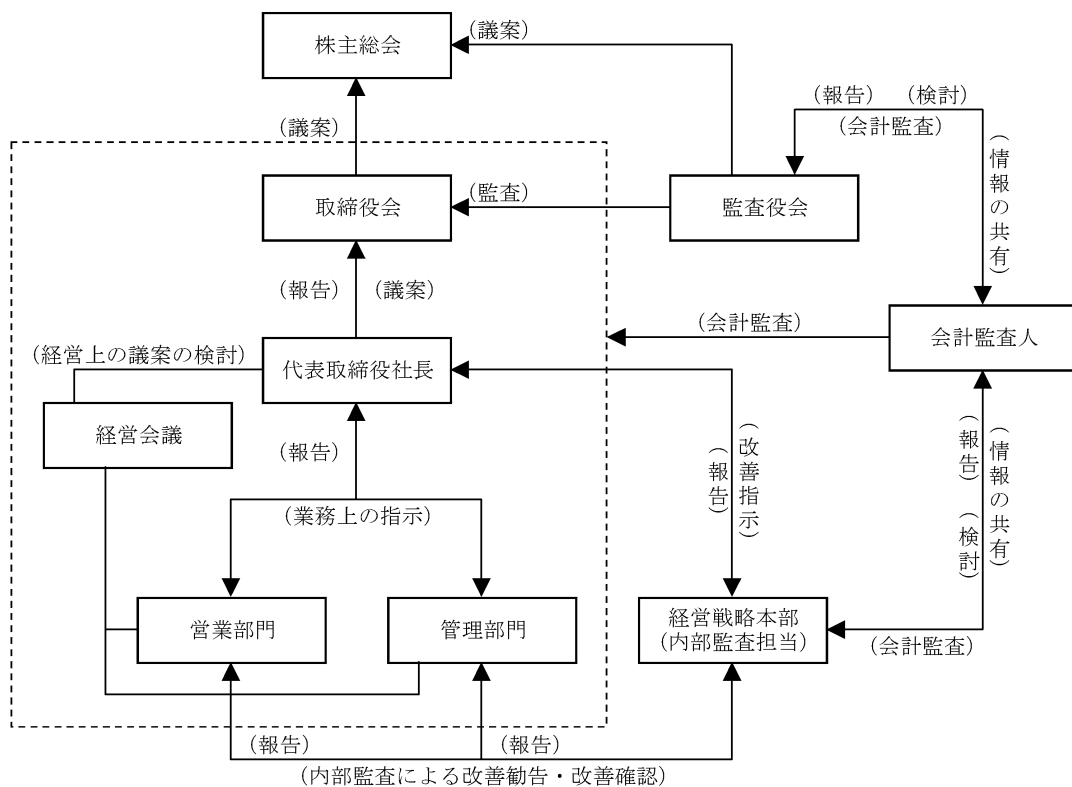 株主総会
（議案）
（報告）　（検討）
（会計監査）
（議案）
（情報の共有）
取締役会
（監査）
監査役会
（報告）　（議案）
（会計監査）
会計監査人
（経営上の議案の検討）
代表取締役社長
経営会議
（報告）
（改善指示）
（報告）
（情報の共有）
（報告）　（検討）
（業務上の指示）
営業部門
管理部門
経営戦略本部
（内部監査担当）
（会計監査）
（報告）
（報告）
（内部監査による改善勧告・改善確認）